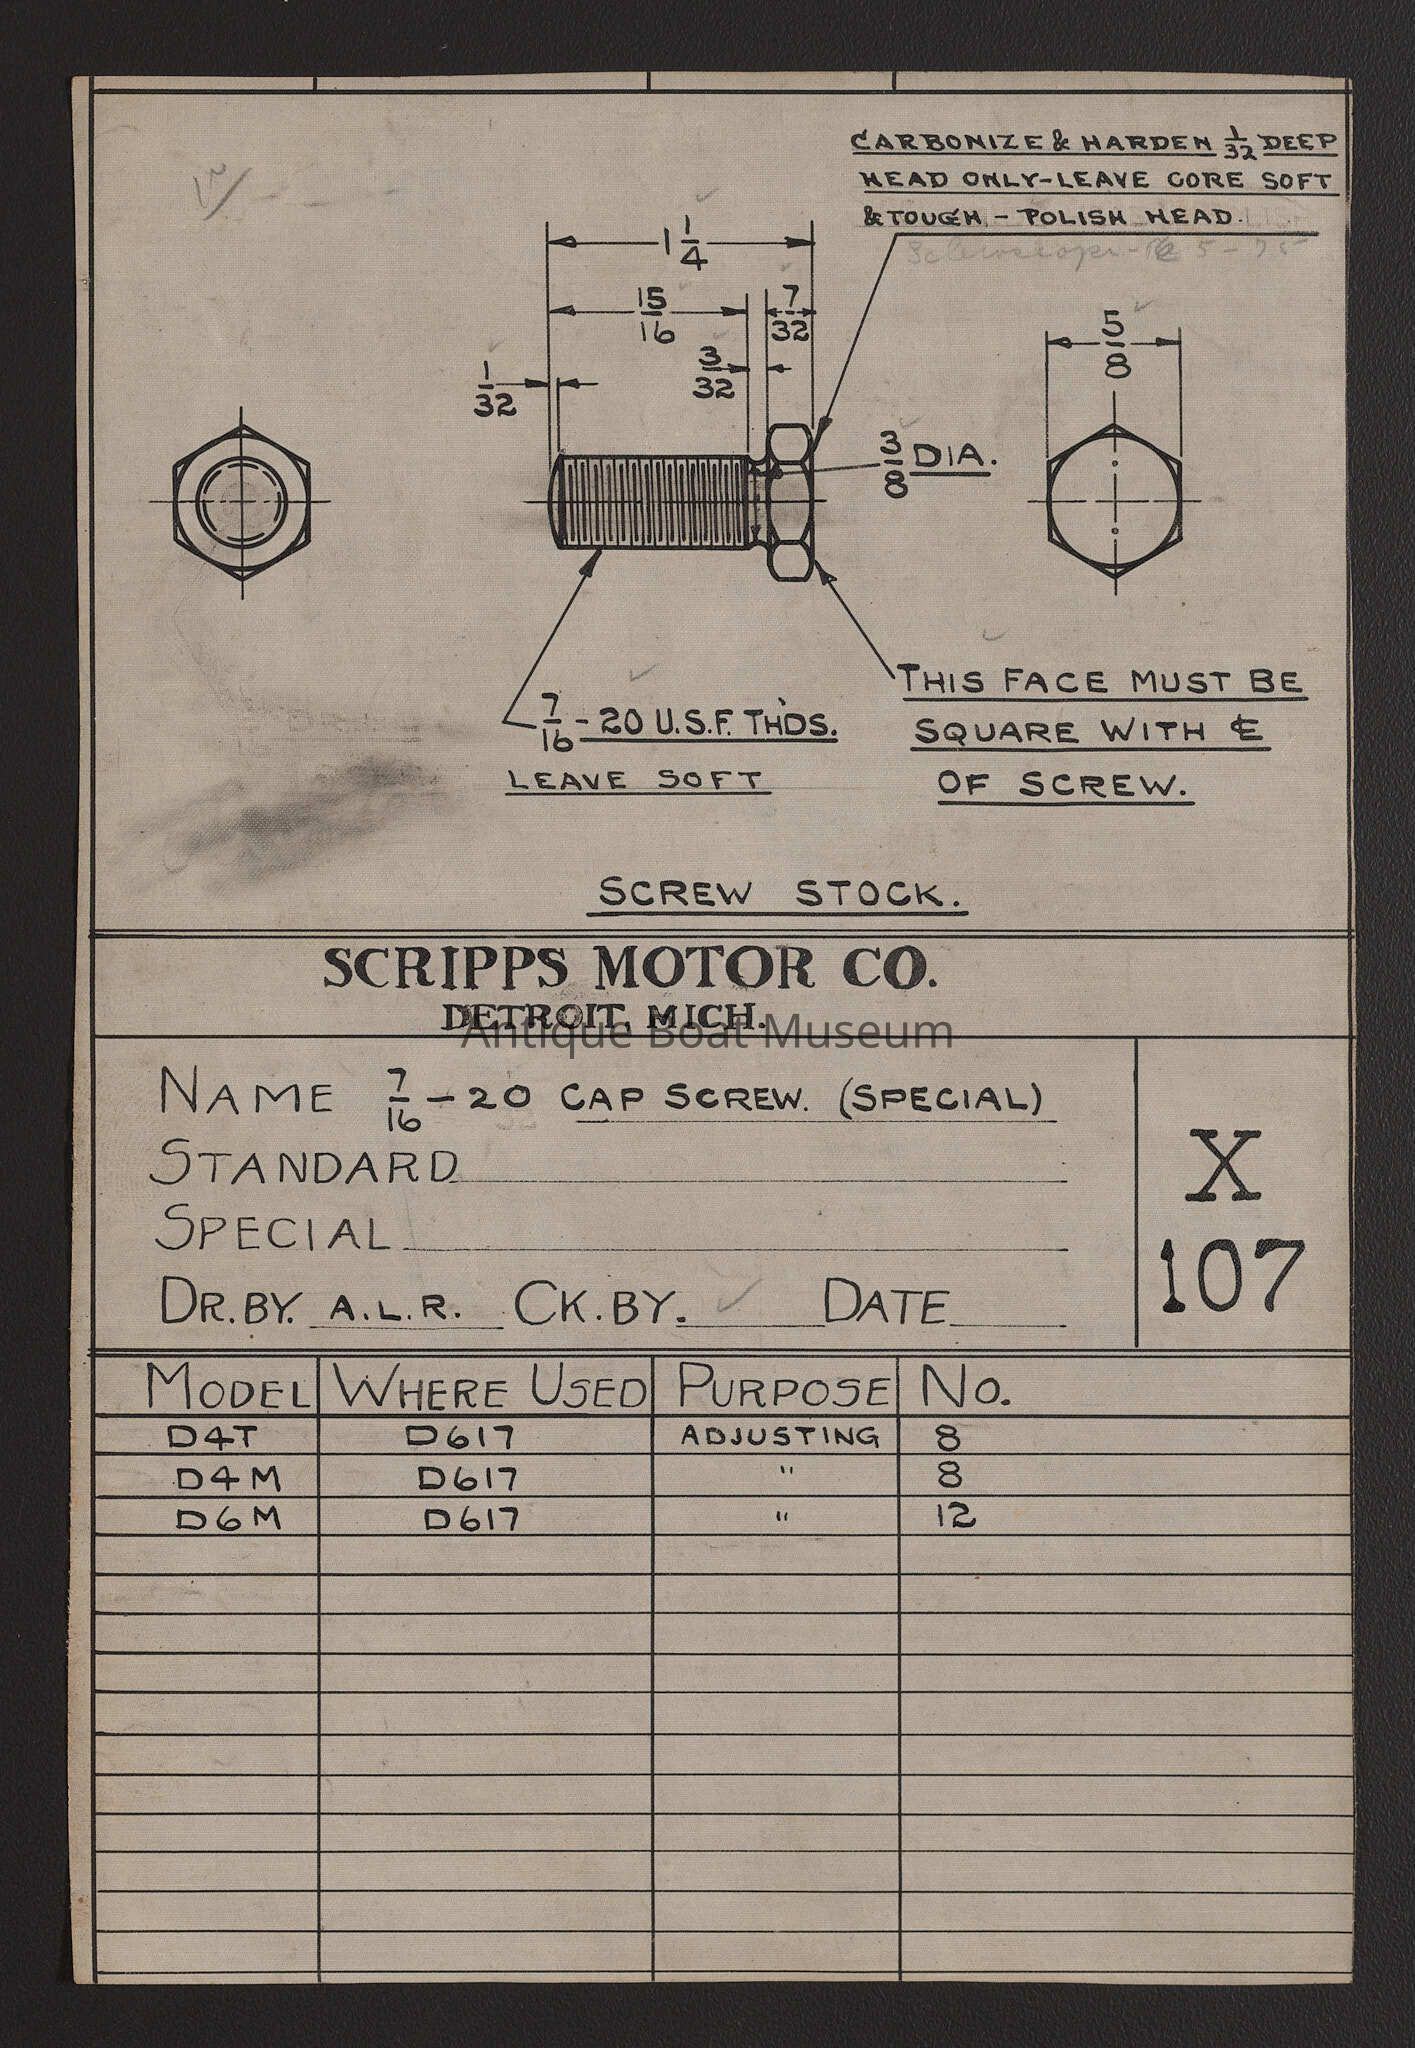 CARBONIZE & HARDEN 1/32 DEEP
HEAD ONLY-LEAVE CORE SOFT
& TOUGH - POLISH HEAD.
1 1/4
15/16
7/32
3/32
1/32
5/8
3/8 DIA.
7/16 - 20 U.S.F. TH'DS.
LEAVE SOFT
THIS FACE MUST BE
SQUARE WITH ℄
OF SCREW.
SCREW STOCK.
SCRIPPS MOTOR CO.
DETROIT, MICH.
Antique Boat Museum
NAME 7/16 - 20 CAP SCREW. (SPECIAL)
STANDARD
SPECIAL
DR. BY. A.L.R. CK. BY. DATE
X
107
MODEL WHERE USED PURPOSE NO.
D4T D617 ADJUSTING 8
D4M D617 " 8
D6M D617 " 12